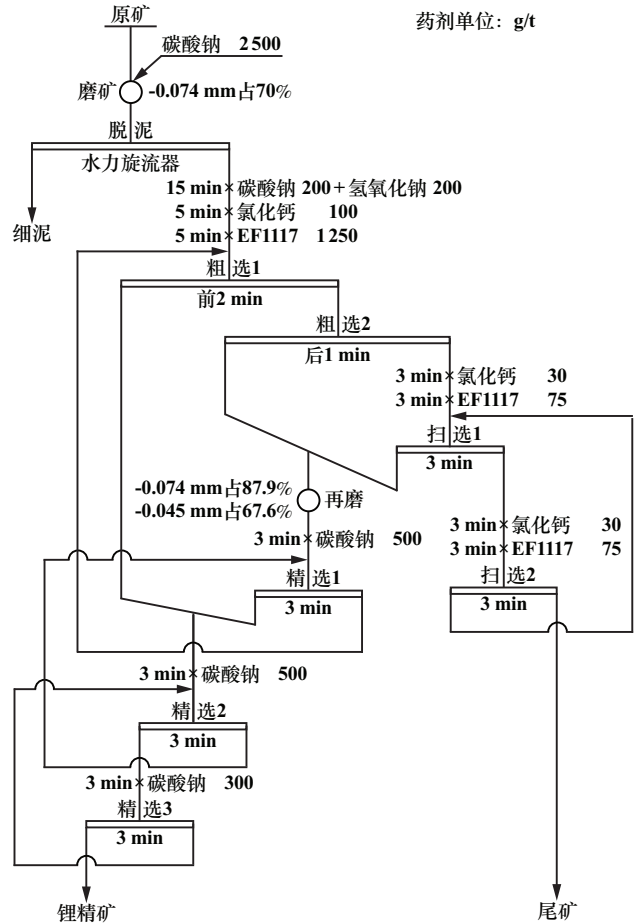 原矿
药剂单位：g/t
碳酸钠 2500
磨矿 -0.074 mm占70%
脱泥
水力旋流器
15 min 碳酸钠 200+氢氧化钠 200
5 min 氯化钙 100
细泥
5 min EF1117 1250
粗选1
前2 min
粗选2
后1 min
3 min 氯化钙 30
3 min EF1117 75
扫选1
3 min
-0.074 mm占87.9%
-0.045 mm占67.6%
再磨
3 min 氯化钙 30
3 min 碳酸钠 500
3 min EF1117 75
精选1
扫选2
3 min
3 min
3 min 碳酸钠 500
精选2
3 min
3 min 碳酸钠 300
精选3
3 min
锂精矿
尾矿